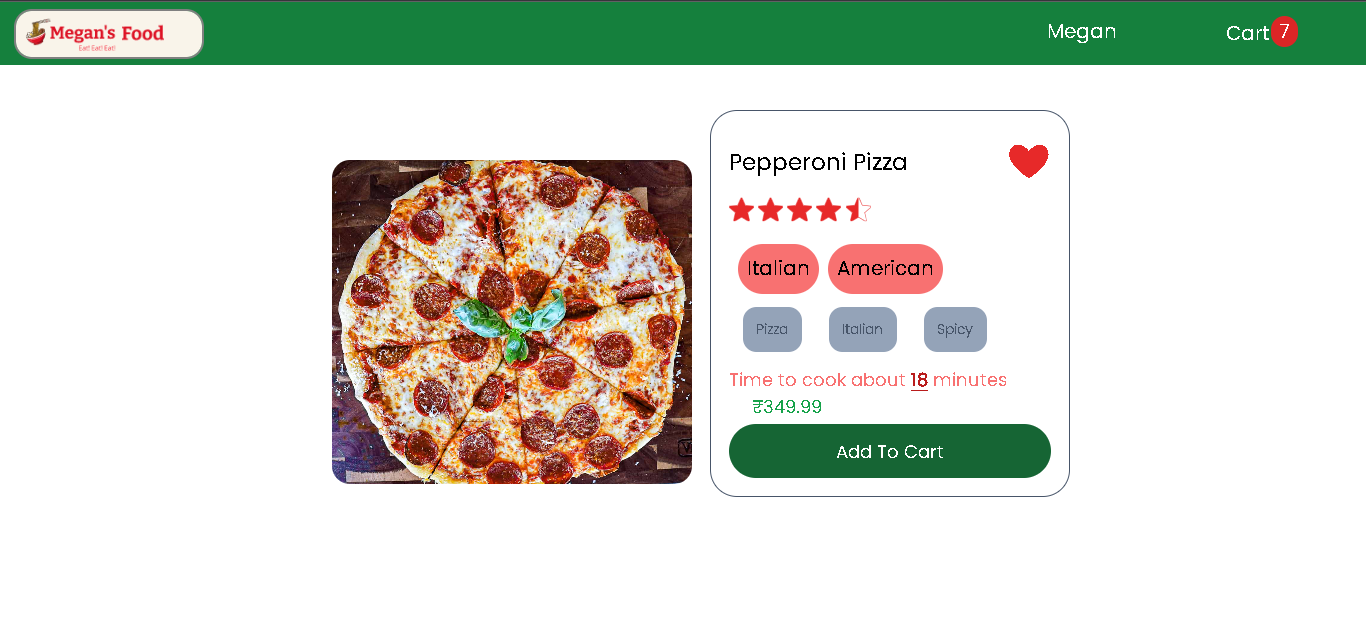 Megan's Food
Eat! Eat! Eat!
Megan
Cart 7
Pepperoni Pizza
Italian American
Pizza Italian Spicy
Time to cook about 18 minutes
₹349.99
Add To Cart